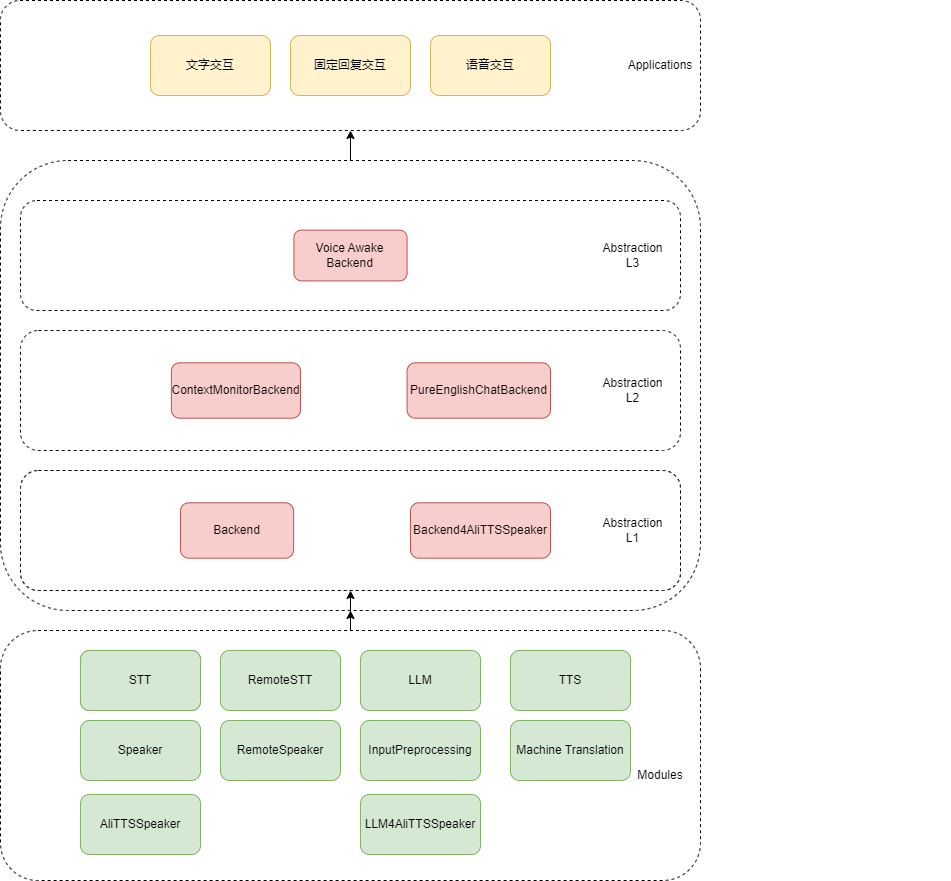 文字交互
固定回复交互
语音交互
Applications
Voice Awake
Backend
Abstraction
L3
ContextMonitorBackend
PureEnglishChatBackend
Abstraction
L2
Backend
Backend4AliTTSSpeaker
Abstraction
L1
STT
RemoteSTT
LLM
TTS
Speaker
RemoteSpeaker
InputPreprocessing
Machine Translation
Modules
AliTTSSpeaker
LLM4AliTTSSpeaker